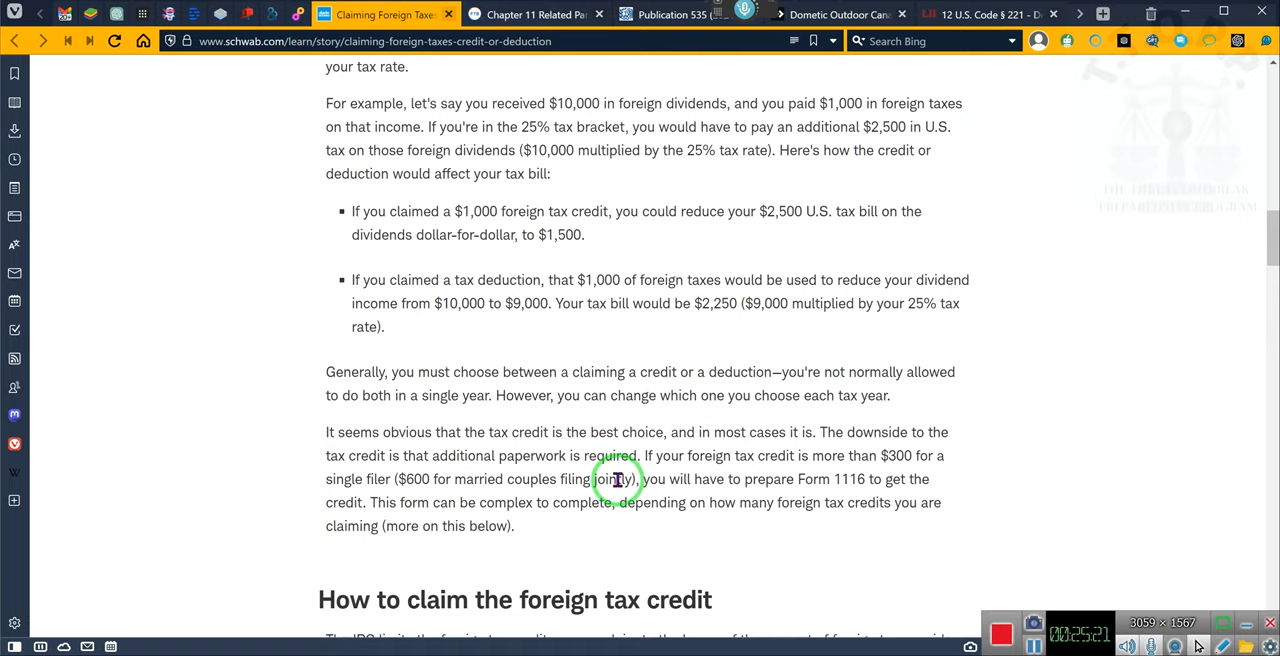 Claiming Foreign Taxes
Chapter 11 Related Pa
Publication 535 (
Dometic Outdoor Cana
12 U.S. Code § 221 - De
www.schwab.com/learn/story/claiming-foreign-taxes-credit-or-deduction
Search Bing
your tax rate.
For example, let's say you received $10,000 in foreign dividends, and you paid $1,000 in foreign taxes
on that income. If you're in the 25% tax bracket, you would have to pay an additional $2,500 in U.S.
tax on those foreign dividends ($10,000 multiplied by the 25% tax rate). Here's how the credit or
deduction would affect your tax bill:
If you claimed a $1,000 foreign tax credit, you could reduce your $2,500 U.S. tax bill on the
dividends dollar-for-dollar, to $1,500.
If you claimed a tax deduction, that $1,000 of foreign taxes would be used to reduce your dividend
income from $10,000 to $9,000. Your tax bill would be $2,250 ($9,000 multiplied by your 25% tax
rate).
Generally, you must choose between a claiming a credit or a deduction—you're not normally allowed
to do both in a single year. However, you can change which one you choose each tax year.
It seems obvious that the tax credit is the best choice, and in most cases it is. The downside to the
tax credit is that additional paperwork is required. If your foreign tax credit is more than $300 for a
single filer ($600 for married couples filing jointly), you will have to prepare Form 1116 to get the
credit. This form can be complex to complete, depending on how many foreign tax credits you are
claiming (more on this below).
How to claim the foreign tax credit
00:25:21
3059 × 1567